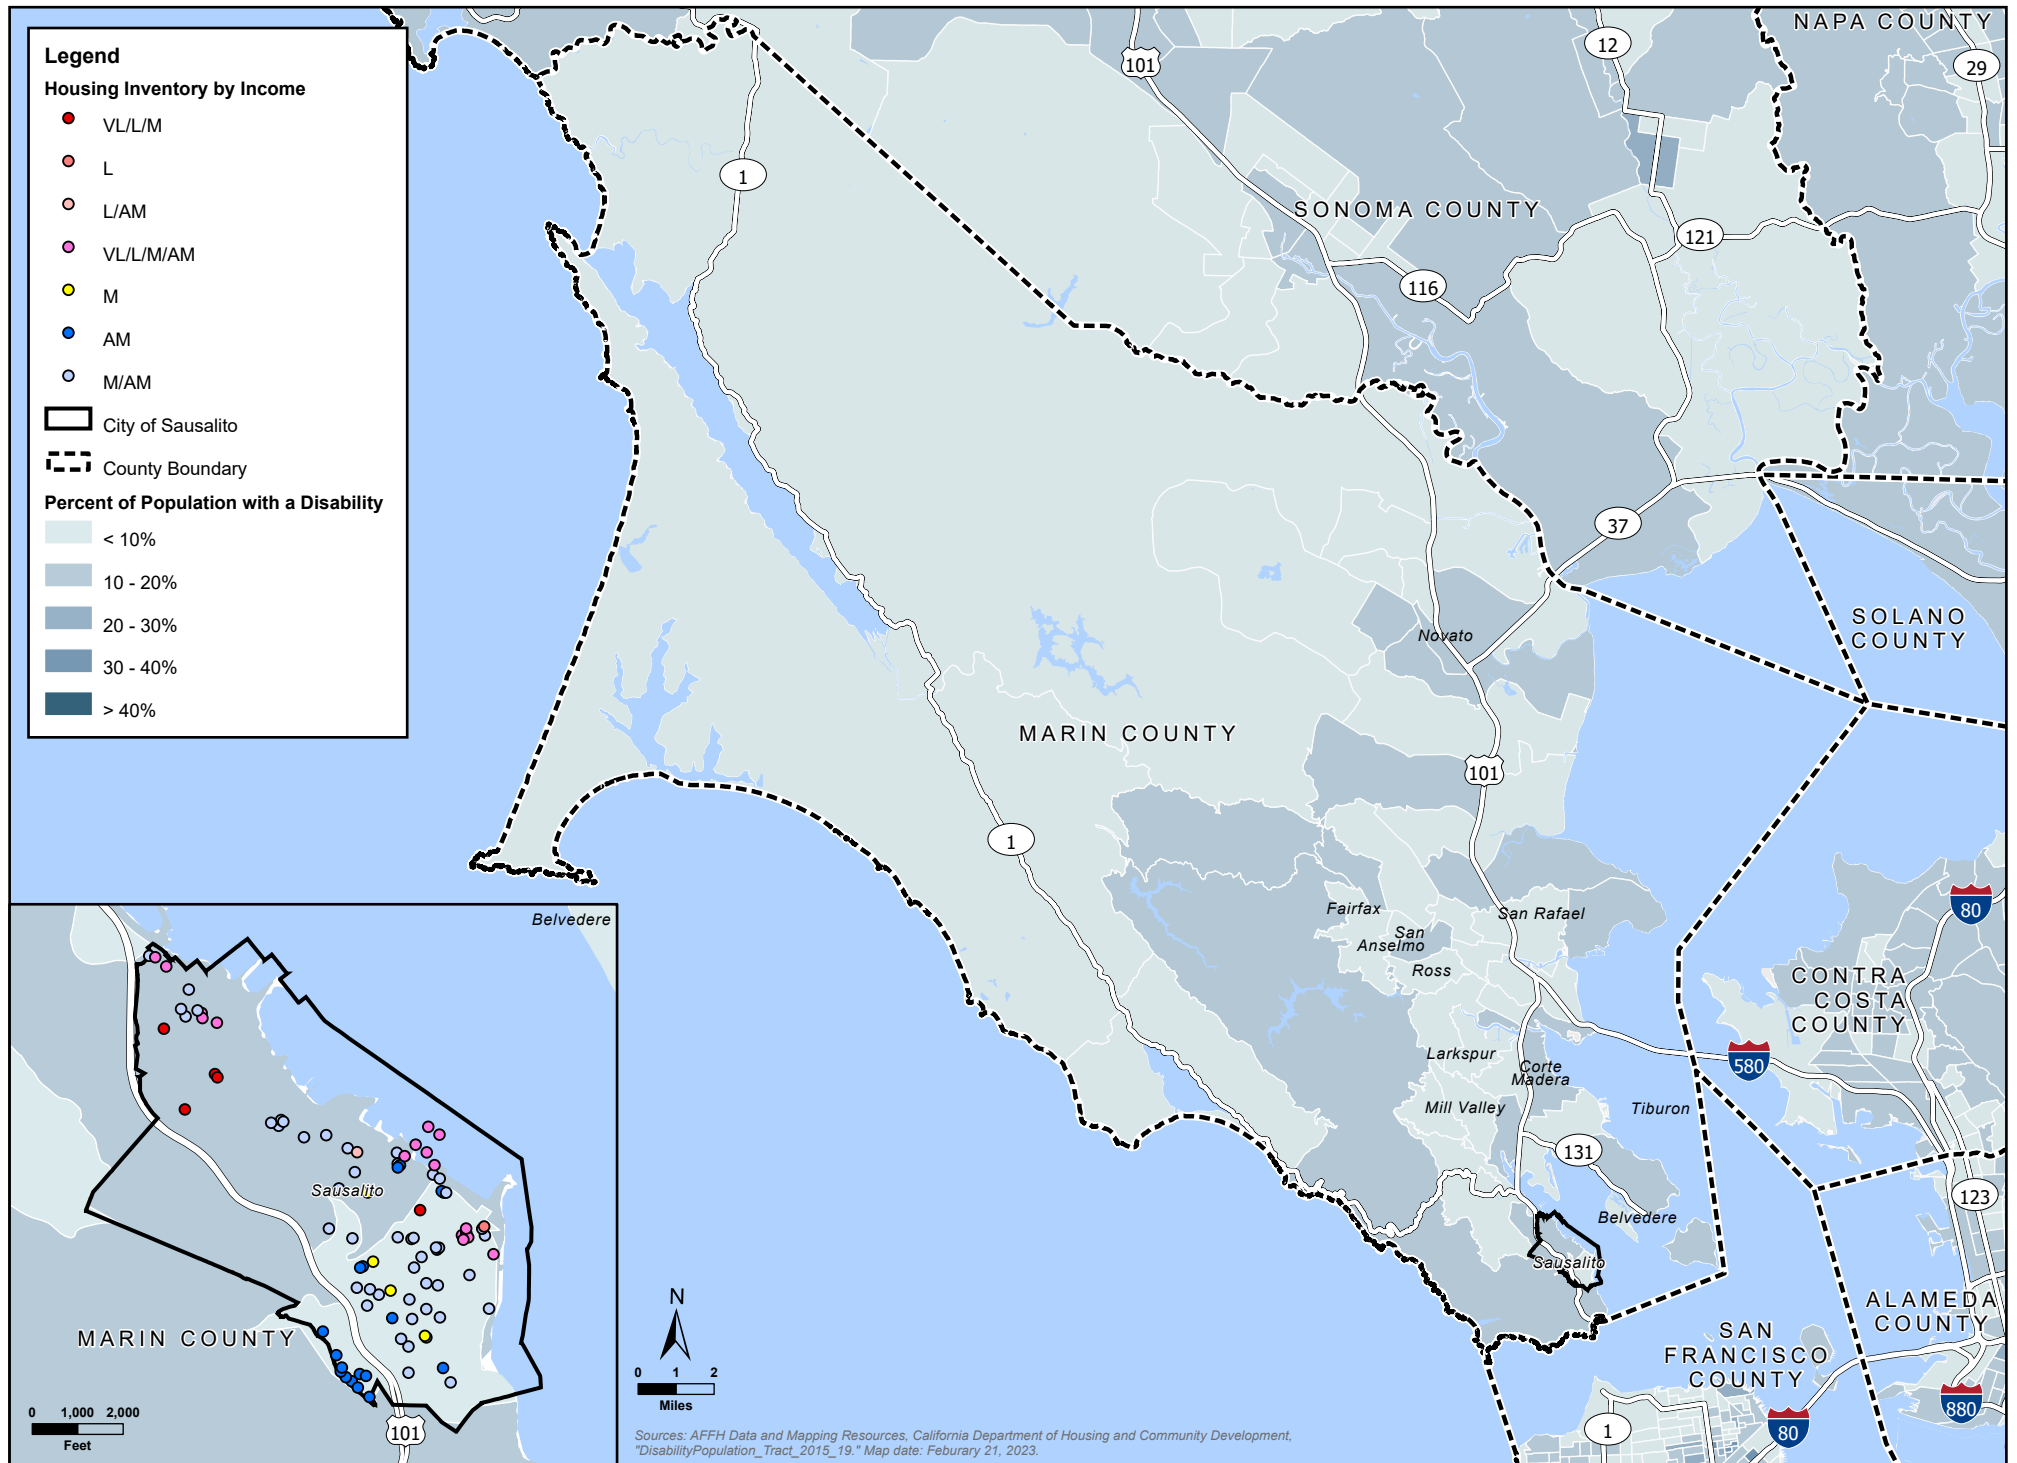 Legend
Housing Inventory by Income
VL/L/M
L
L/AM
VL/L/M/AM
M
AM
M/AM
City of Sausalito
County Boundary
Percent of Population with a Disability
< 10%
10 - 20%
20 - 30%
30 - 40%
> 40%
NAPA COUNTY
12
29
101
1
SONOMA COUNTY
121
116
37
SOLANO
COUNTY
Novato
MARIN COUNTY
101
1
80
Fairfax
San Rafael
San
Anselmo
Ross
CONTRA
COSTA
COUNTY
Larkspur
Corte
Madera
580
Mill Valley
Tiburon
131
123
Belvedere
Sausalito
ALAMEDA
COUNTY
SAN
FRANCISCO
COUNTY
880
80
1
Belvedere
Sausalito
MARIN COUNTY
101
0 1,000 2,000
Feet
N
0 1 2
Miles
Sources: AFFH Data and Mapping Resources, California Department of Housing and Community Development,
"DisabilityPopulation_Tract_2015_19." Map date: Feburary 21, 2023.